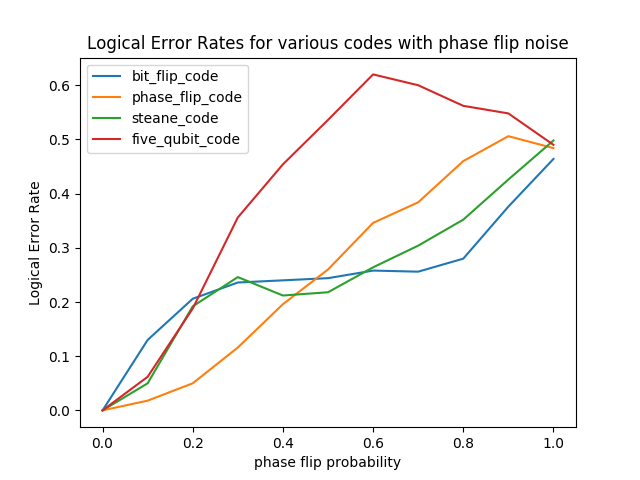 Logical Error Rates for various codes with phase flip noise
bit_flip_code
phase_flip_code
steane_code
five_qubit_code
Logical Error Rate
0.6
0.5
0.4
0.3
0.2
0.1
0.0
0.0 0.2 0.4 0.6 0.8 1.0
phase flip probability